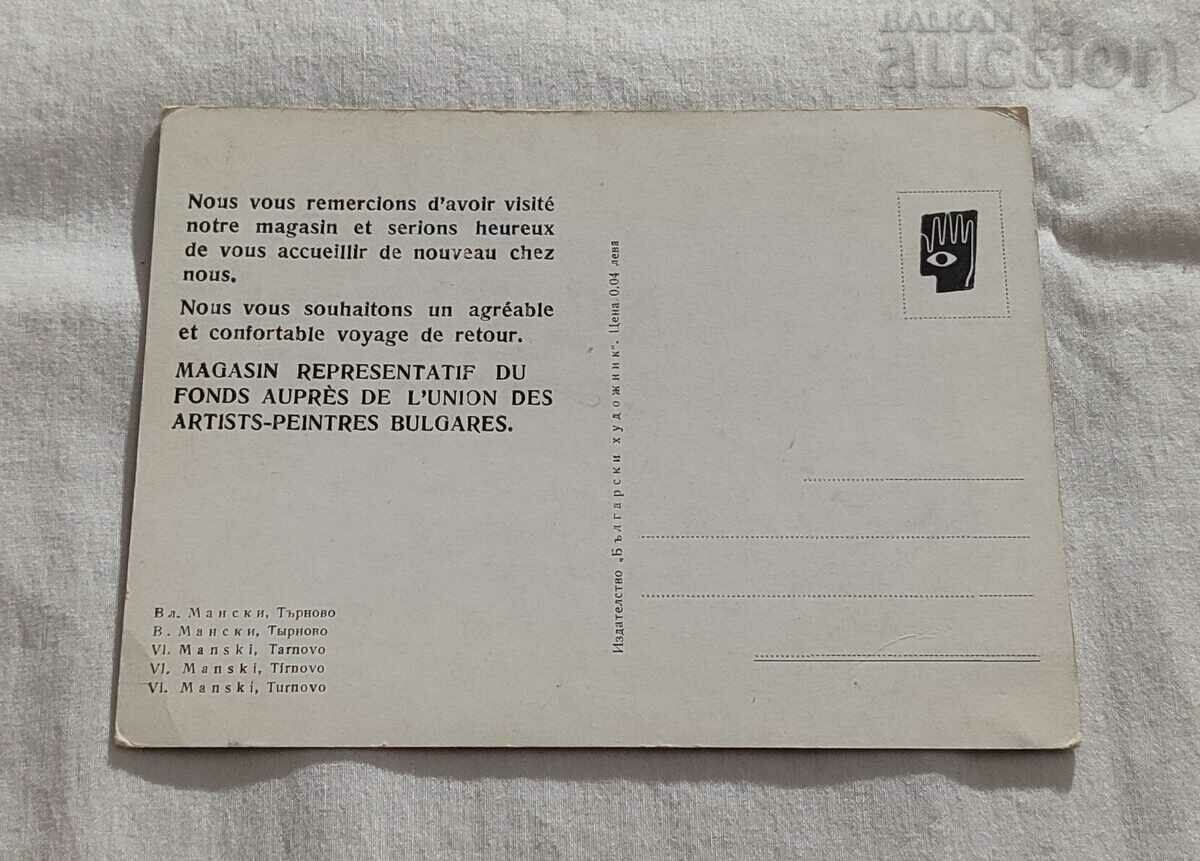 BALKAN
auction
Nous vous remercions d'avoir visité
notre magasin et serions heureux
de vous accueillir de nouveau chez
nous.
Nous vous souhaitons un agréable
et confortable voyage de retour.
MAGASIN REPRESENTATIF DU
FONDS AUPRÈS DE L'UNION DES
ARTISTS-PEINTRES BULGARES.
Вл. Мански, Търново
В. Мански, Тырново
Vl. Manski, Tarnovo
Vl. Manski, Tirnovo
Vl. Manski, Turnovo
Издателство „Български художник". Цена 0,04 лева